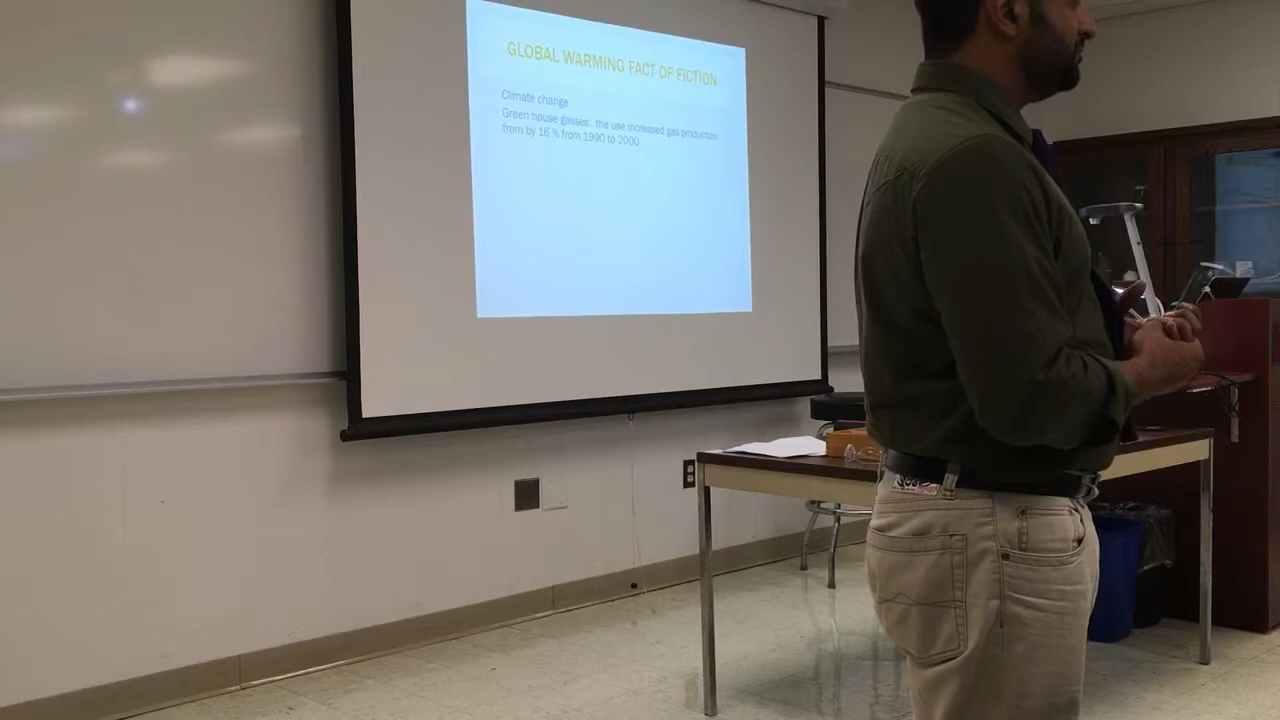 GLOBAL WARMING FACT OF FICTION
Climate change
Green house gasses: the use increased gas production
from by 16 % from 1990 to 2000